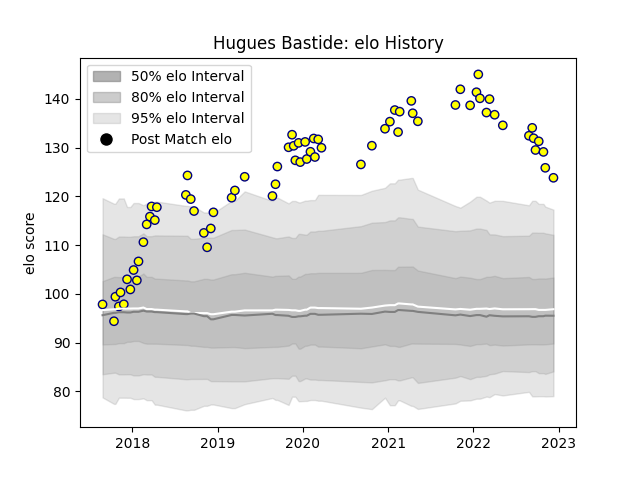 Hugues Bastide: elo History
50% elo Interval
80% elo Interval
95% elo Interval
Post Match elo
elo score
140
130
120
110
100
90
80
2018
2019
2020
2021
2022
2023